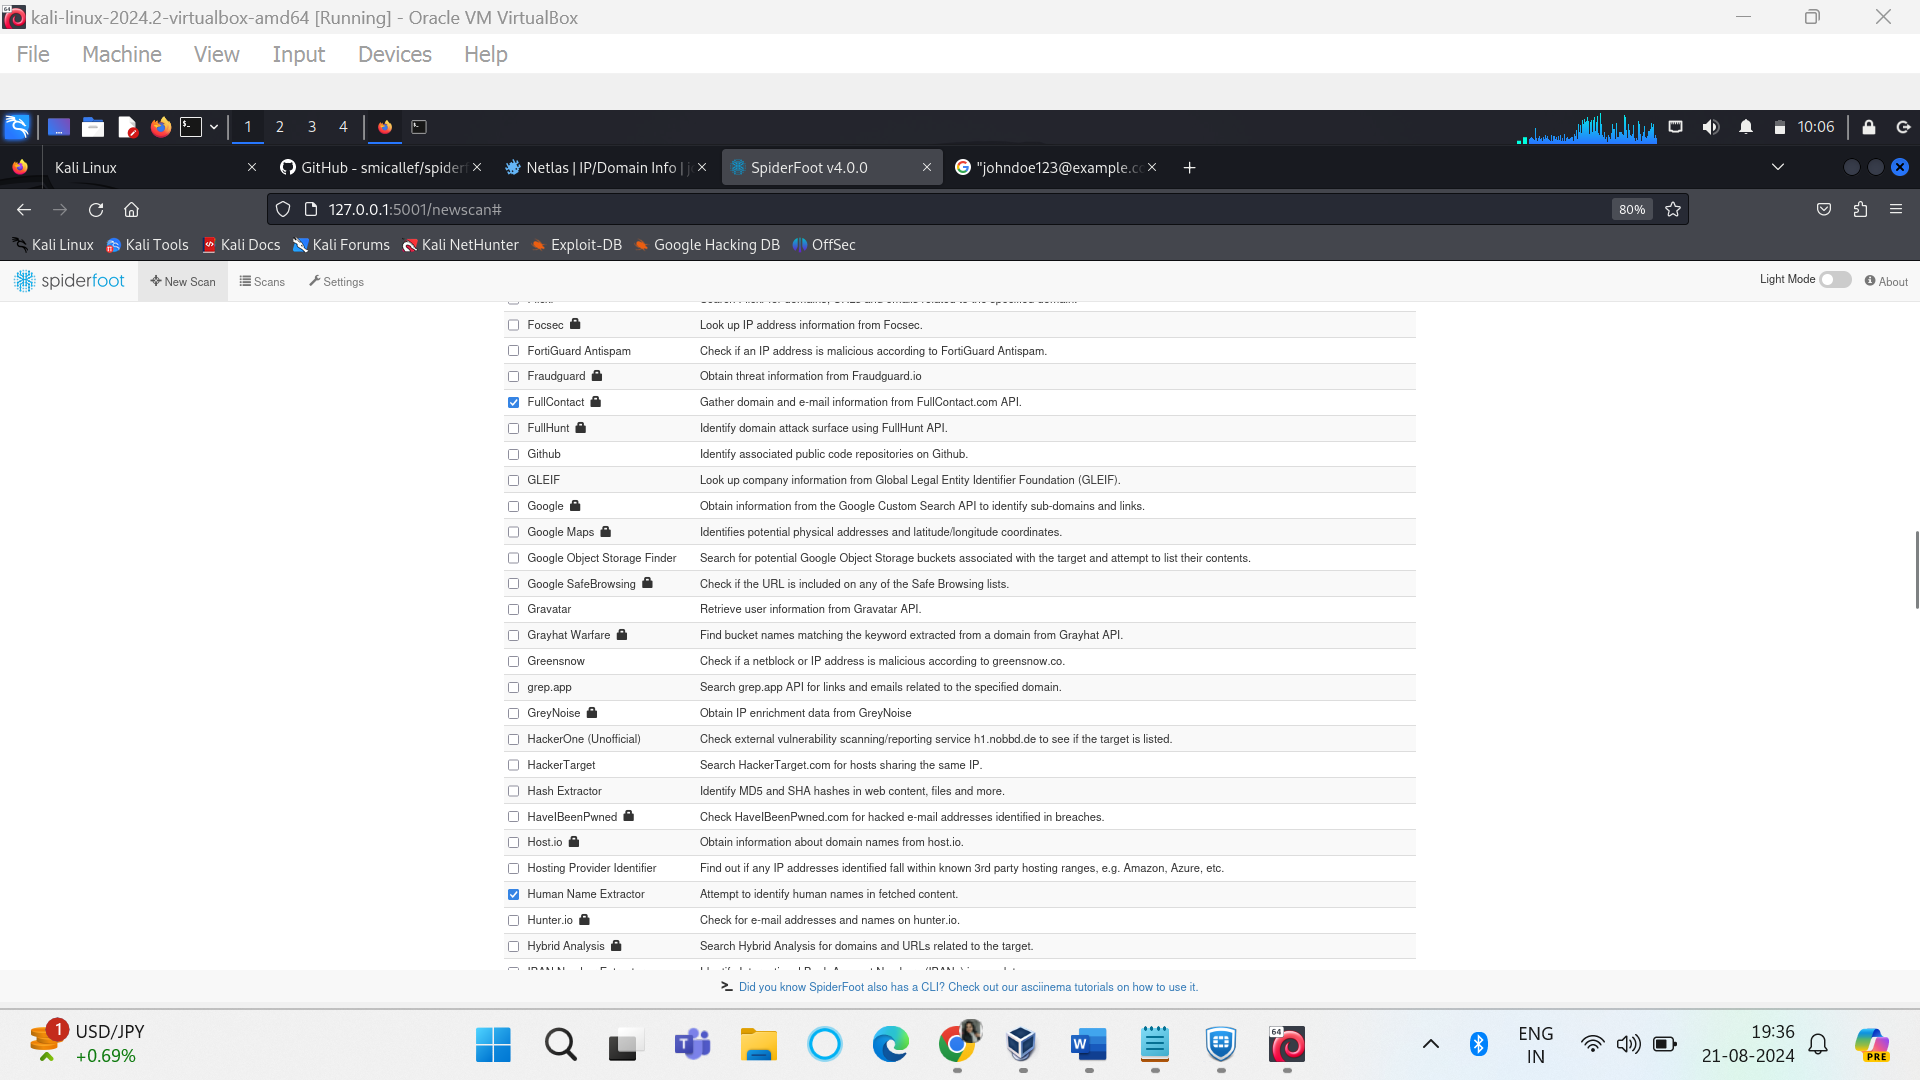 kali-linux-2024.2-virtualbox-amd64 [Running] - Oracle VM VirtualBox
File Machine View Input Devices Help
1 2 3 4 10:06
Kali Linux GitHub - smicallef/spider Netlas | IP/Domain Info | SpiderFoot v4.0.0 "johndoe123@example.co
127.0.0.1:5001/newscan# 80%
Kali Linux Kali Tools Kali Docs Kali Forums Kali NetHunter Exploit-DB Google Hacking DB OffSec
spiderfoot New Scan Scans Settings Light Mode About
Focsec Look up IP address information from Focsec.
FortiGuard Antispam Check if an IP address is malicious according to FortiGuard Antispam.
Fraudguard Obtain threat information from Fraudguard.io
FullContact Gather domain and e-mail information from FullContact.com API.
FullHunt Identify domain attack surface using FullHunt API.
Github Identify associated public code repositories on Github.
GLEIF Look up company information from Global Legal Entity Identifier Foundation (GLEIF).
Google Obtain information from the Google Custom Search API to identify sub-domains and links.
Google Maps Identifies potential physical addresses and latitude/longitude coordinates.
Google Object Storage Finder Search for potential Google Object Storage buckets associated with the target and attempt to list their contents.
Google SafeBrowsing Check if the URL is included on any of the Safe Browsing lists.
Gravatar Retrieve user information from Gravatar API.
Grayhat Warfare Find bucket names matching the keyword extracted from a domain from Grayhat API.
Greensnow Check if a netblock or IP address is malicious according to greensnow.co.
grep.app Search grep.app API for links and emails related to the specified domain.
GreyNoise Obtain IP enrichment data from GreyNoise
HackerOne (Unofficial) Check external vulnerability scanning/reporting service h1.nobbd.de to see if the target is listed.
HackerTarget Search HackerTarget.com for hosts sharing the same IP.
Hash Extractor Identify MD5 and SHA hashes in web content, files and more.
HaveIBeenPwned Check HaveIBeenPwned.com for hacked e-mail addresses identified in breaches.
Host.io Obtain information about domain names from host.io.
Hosting Provider Identifier Find out if any IP addresses identified fall within known 3rd party hosting ranges, e.g. Amazon, Azure, etc.
Human Name Extractor Attempt to identify human names in fetched content.
Hunter.io Check for e-mail addresses and names on hunter.io.
Hybrid Analysis Search Hybrid Analysis for domains and URLs related to the target.
Did you know SpiderFoot also has a CLI? Check out our asciinema tutorials on how to use it.
1 USD/JPY
+0.69%
ENG
IN
19:36
21-08-2024
PRE
64